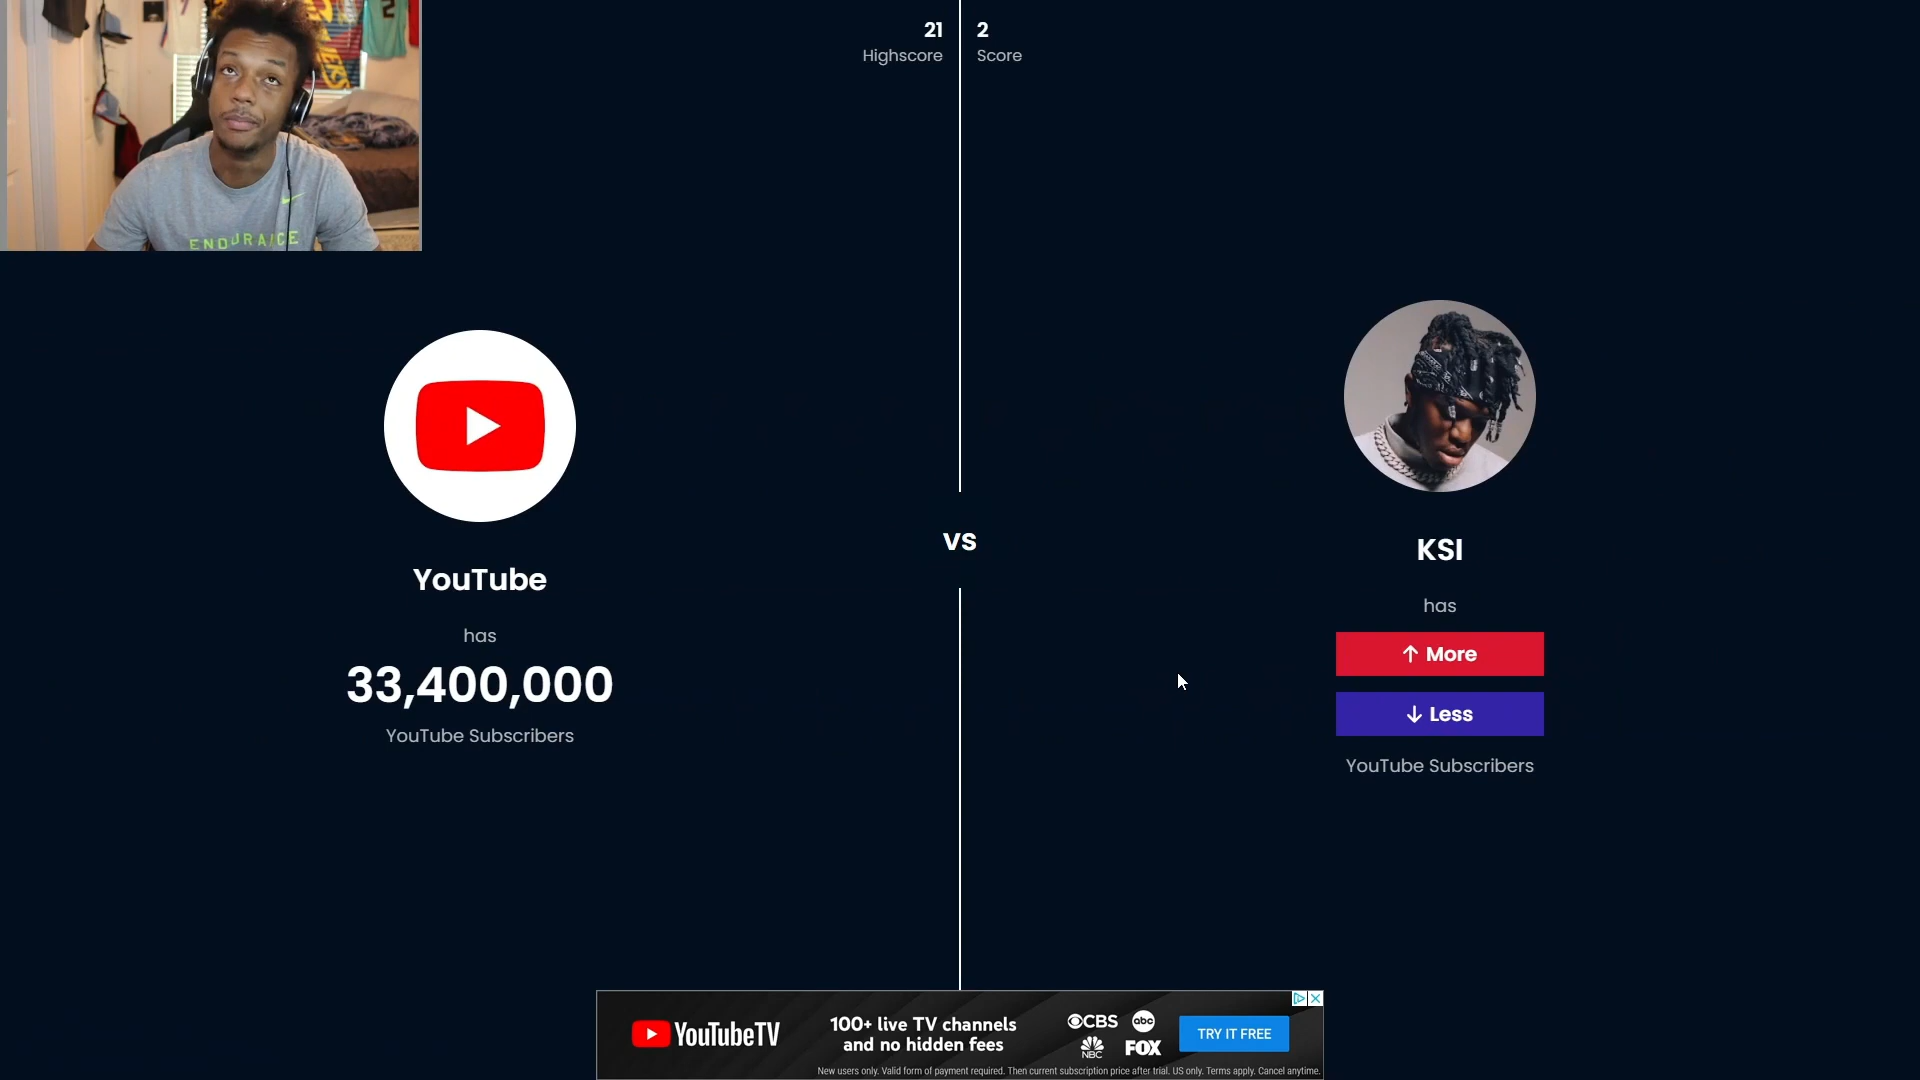 21
Highscore
2
Score
ENDURANCE
YouTube
has
33,400,000
YouTube Subscribers
VS
KSI
has
↑ More
↓ Less
YouTube Subscribers
YouTubeTV
100+ live TV channels
and no hidden fees
CBS
abc
NBC
FOX
TRY IT FREE
New users only. Valid form of payment required. Then current subscription price after trial. US only. Terms apply. Cancel anytime.